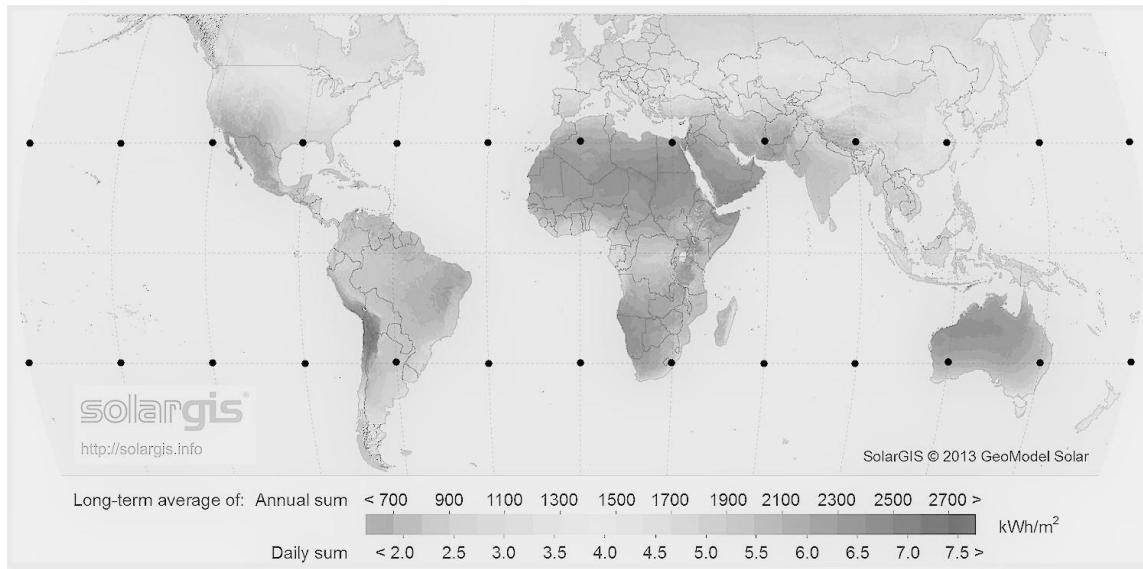 solargis
http://solargis.info
SolarGIS © 2013 GeoModel Solar
Long-term average of: Annual sum < 700 900 1100 1300 1500 1700 1900 2100 2300 2500 2700 >
kWh/m²
Daily sum < 2.0 2.5 3.0 3.5 4.0 4.5 5.0 5.5 6.0 6.5 7.0 7.5 >